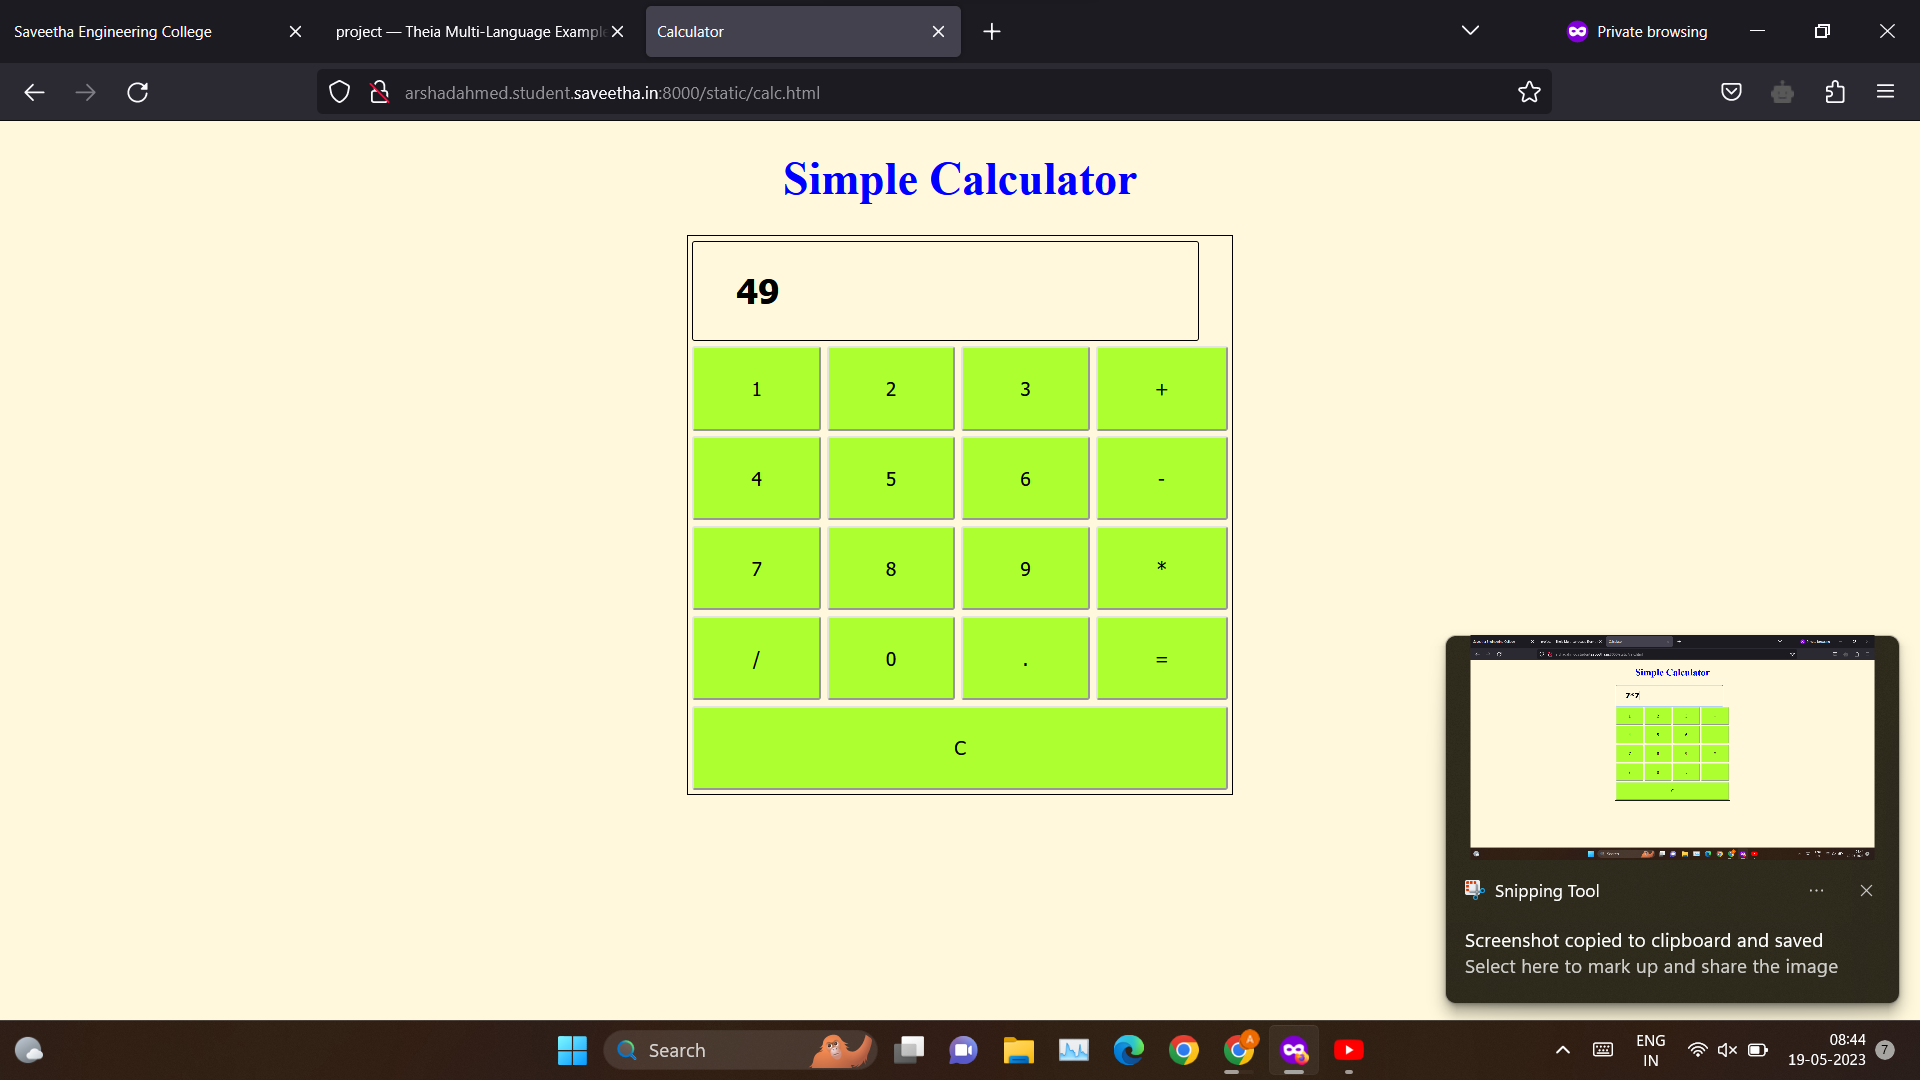 Saveetha Engineering College
project — Theia Multi-Language Example
Calculator
Private browsing
arshadahmed.student.saveetha.in:8000/static/calc.html
Simple Calculator
49
1 2 3 +
4 5 6 -
7 8 9 *
/ 0 . =
C
Simple Calculator
7*7
Snipping Tool
Screenshot copied to clipboard and saved
Select here to mark up and share the image
Search
A
ENG
IN
08:44
19-05-2023
7